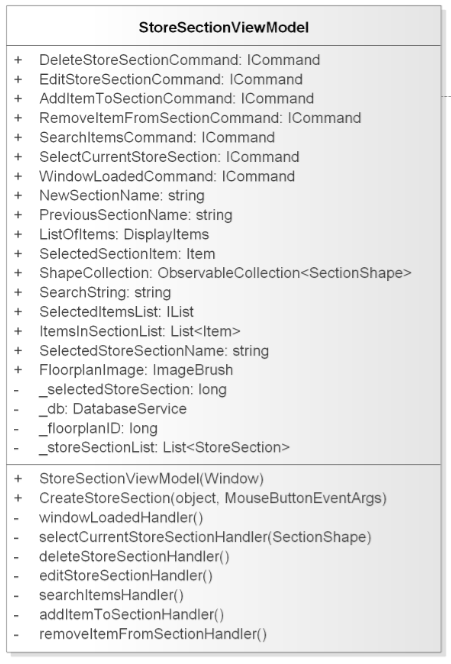 StoreSectionViewModel
+ DeleteStoreSectionCommand: ICommand
+ EditStoreSectionCommand: ICommand
+ AddItemToSectionCommand: ICommand
+ RemoveItemFromSectionCommand: ICommand
+ SearchItemsCommand: ICommand
+ SelectCurrentStoreSection: ICommand
+ WindowLoadedCommand: ICommand
+ NewSectionName: string
+ PreviousSectionName: string
+ ListOfItems: DisplayItems
+ SelectedSectionItem: Item
+ ShapeCollection: ObservableCollection<SectionShape>
+ SearchString: string
+ SelectedItemsList: IList
+ ItemsInSectionList: List<Item>
+ SelectedStoreSectionName: string
+ FloorplanImage: ImageBrush
- _selectedStoreSection: long
- _db: DatabaseService
- _floorplanID: long
- _storeSectionList: List<StoreSection>
+ StoreSectionViewModel(Window)
+ CreateStoreSection(object, MouseButtonEventArgs)
- windowLoadedHandler()
- selectCurrentStoreSectionHandler(SectionShape)
- deleteStoreSectionHandler()
- editStoreSectionHandler()
- searchItemsHandler()
- addItemToSectionHandler()
- removeItemFromSectionHandler()